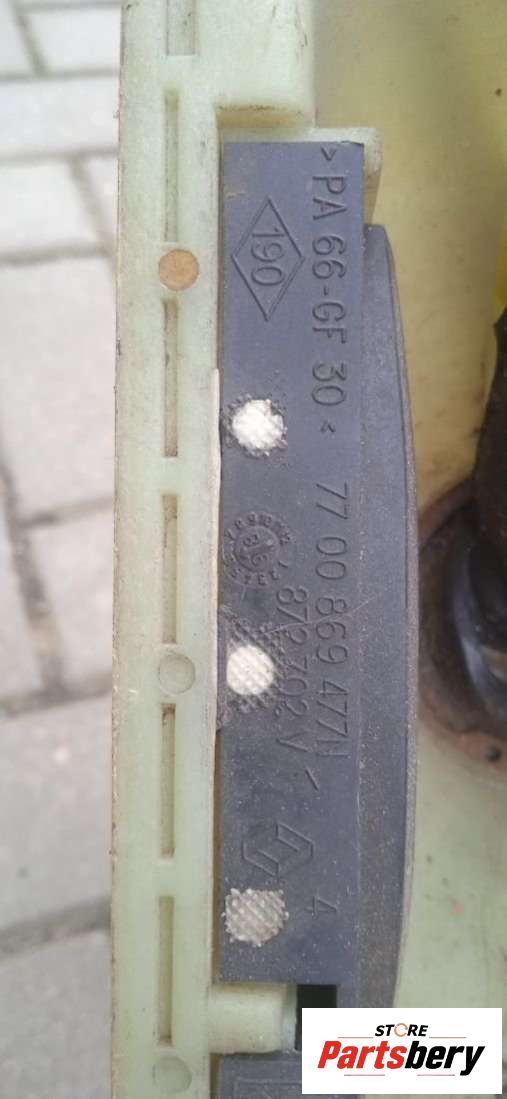 > PA 66-GF 30 < 77 00 869 477
872 702 V >
190
4
STORE
Partsbery